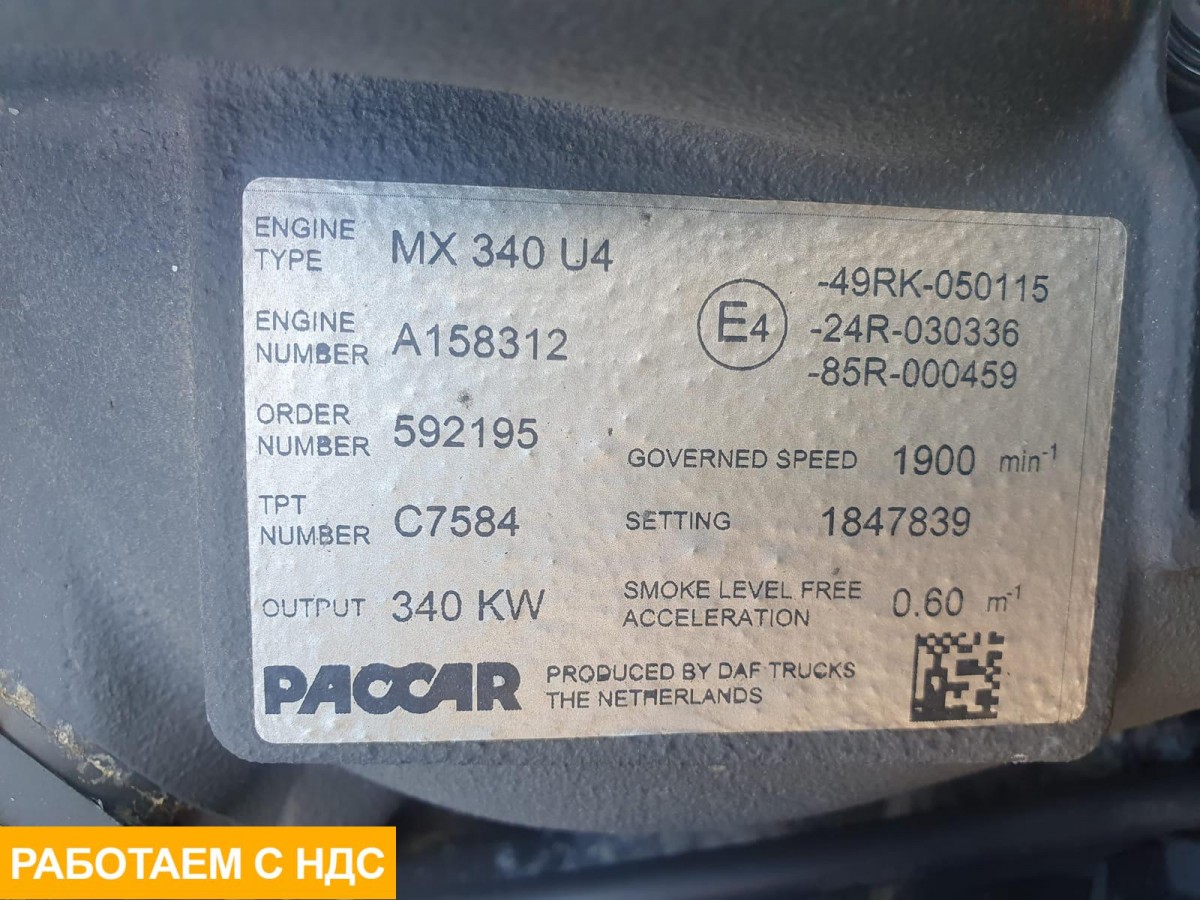 ENGINE TYPE MX 340 U4
ENGINE NUMBER A158312
ORDER NUMBER 592195
TPT NUMBER C7584
OUTPUT 340 KW
E4
-49RK-050115
-24R-030336
-85R-000459
GOVERNED SPEED 1900 min-1
SETTING 1847839
SMOKE LEVEL FREE
ACCELERATION 0.60 m-1
PACCAR
PRODUCED BY DAF TRUCKS
THE NETHERLANDS
РАБОТАЕМ С НДС